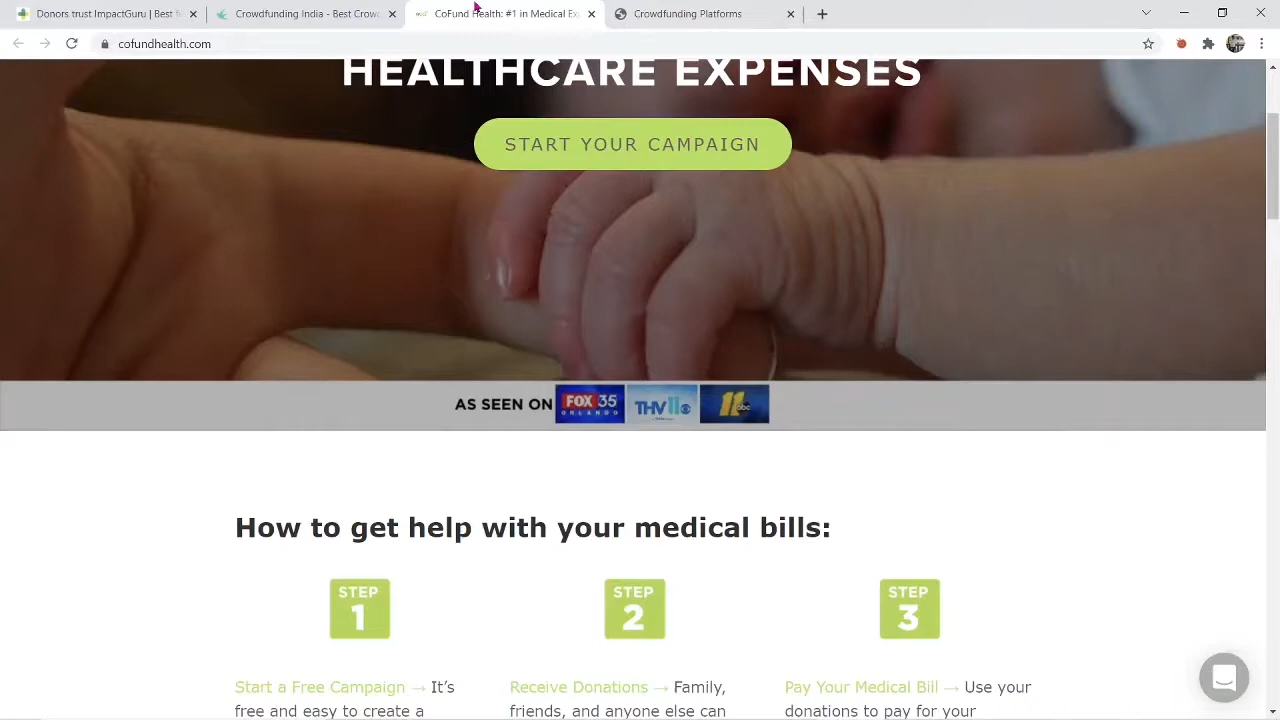 Donors trust ImpactGuru | Best
Crowdfunding India - Best Crow
CoFund Health: #1 in Medical Ex
Crowdfunding Platforms
cofundhealth.com
HEALTHCARE EXPENSES
START YOUR CAMPAIGN
AS SEEN ON FOX 35 ORLANDO THV11 11 abc
How to get help with your medical bills:
STEP 1
STEP 2
STEP 3
Start a Free Campaign → It’s
free and easy to create a
Receive Donations → Family,
friends, and anyone else can
Pay Your Medical Bill → Use your
donations to pay for your